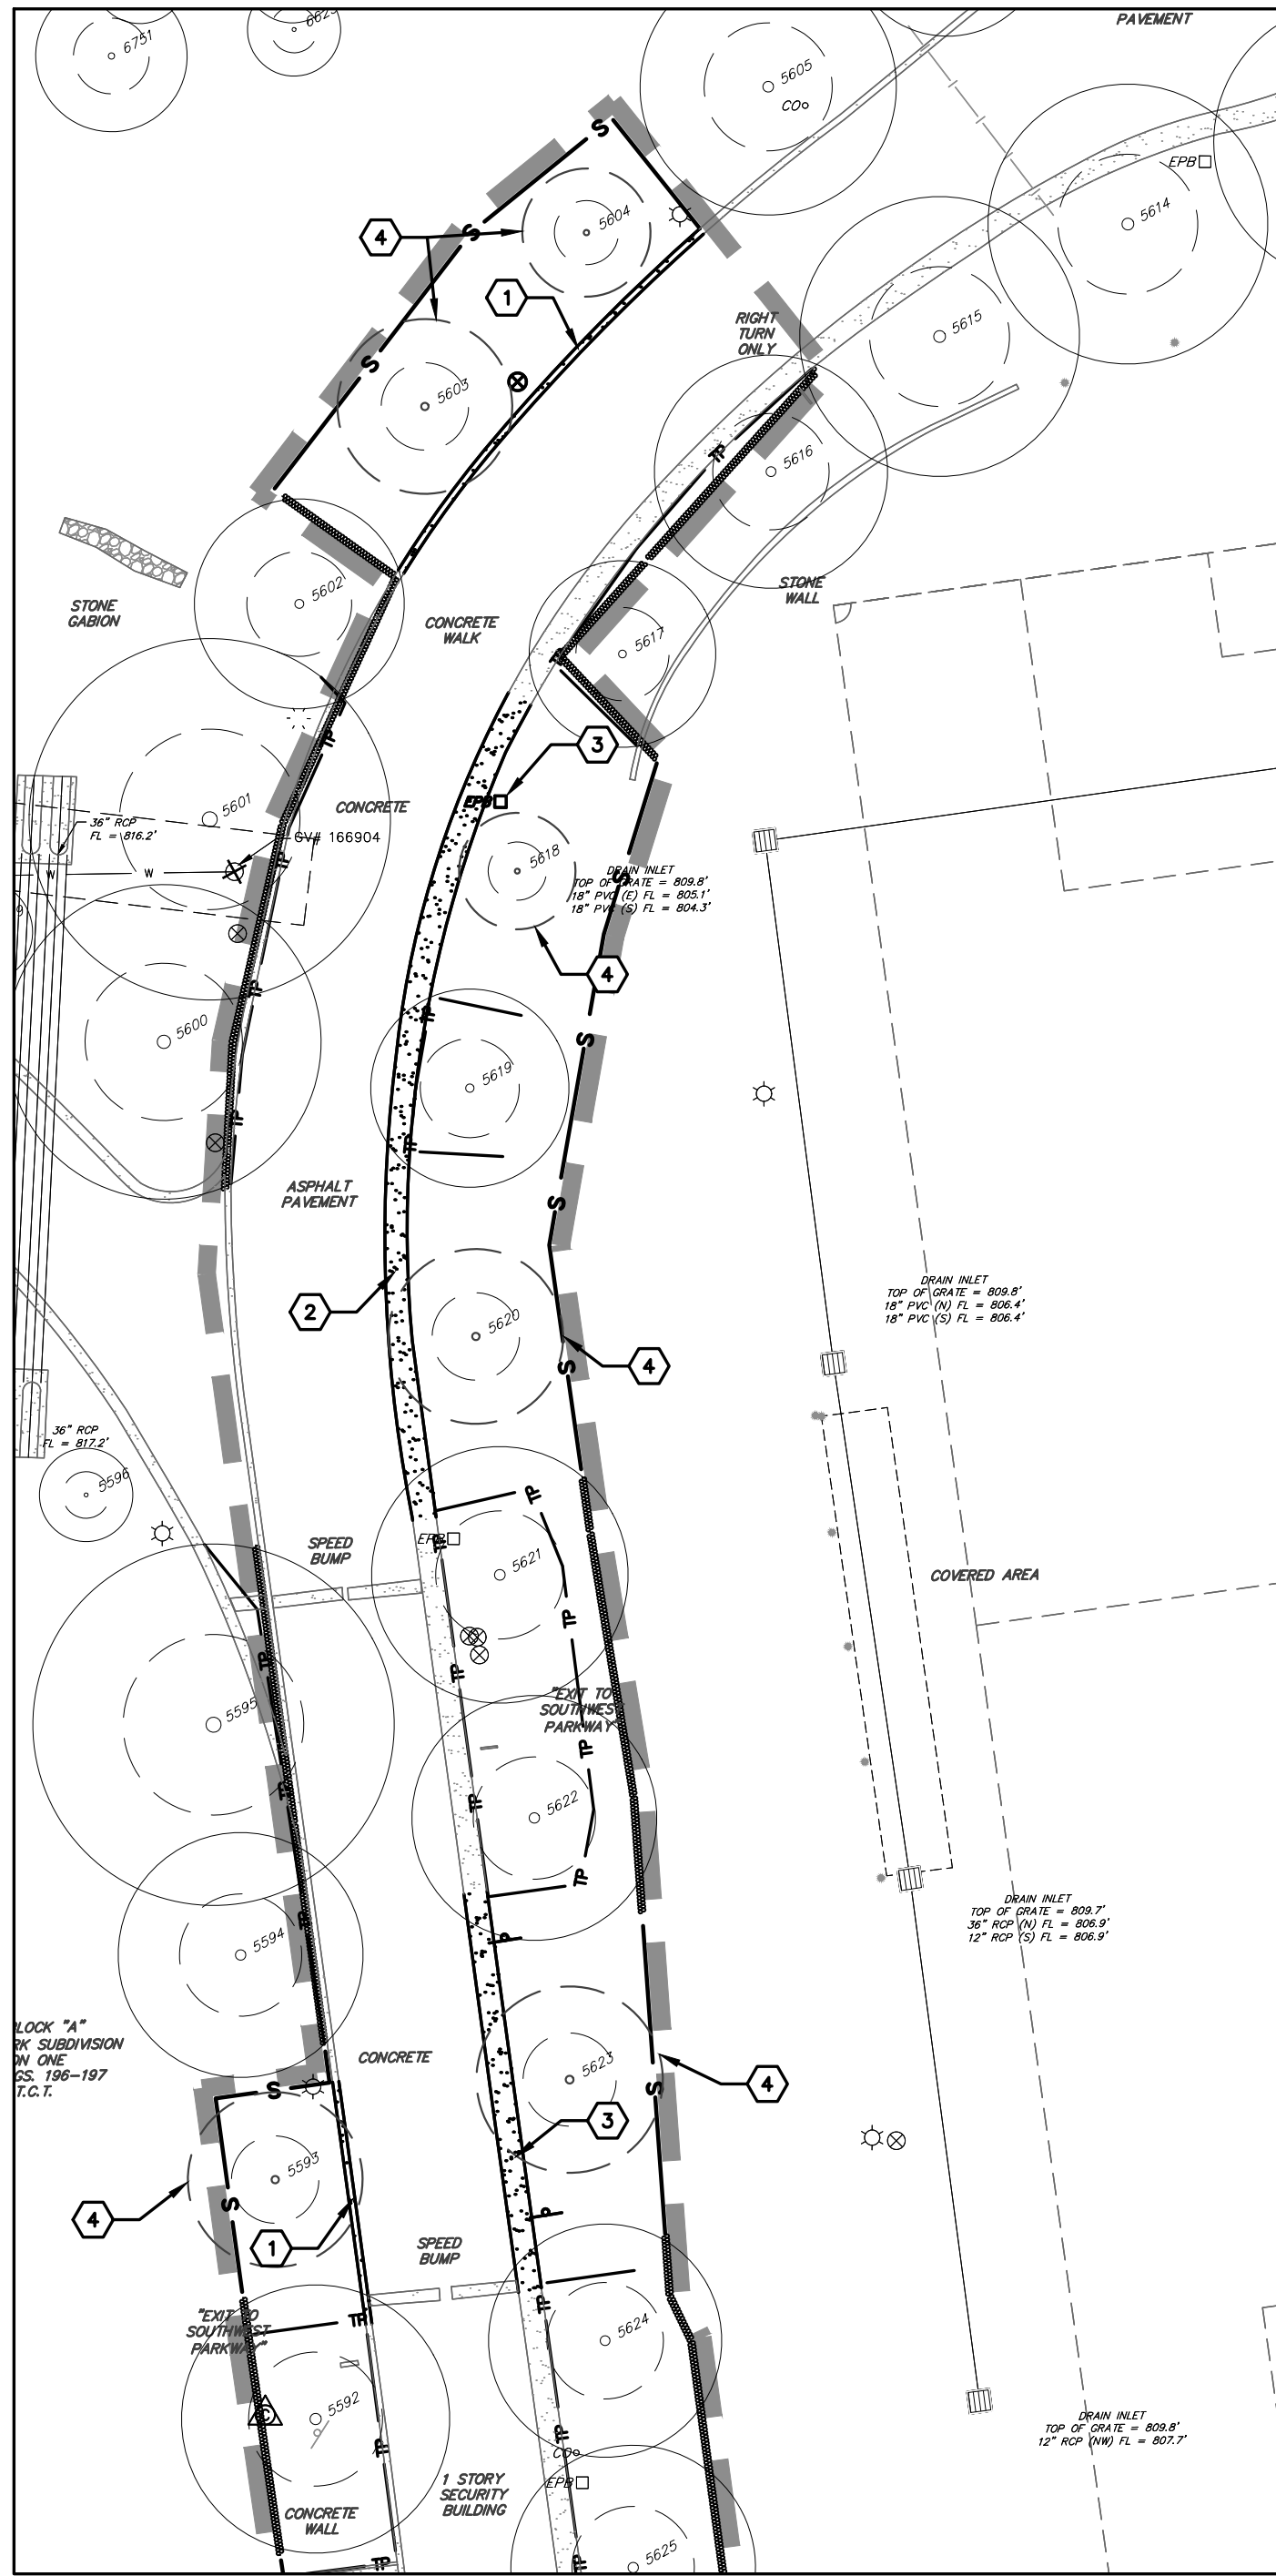 PAVEMENT
6751
6623
5605
CO
EPB
5614
5604
4
1
5615
RIGHT
TURN
ONLY
5603
TP
5616
S
S
S
5602
STONE
WALL
STONE
GABION
CONCRETE
WALK
5617
TP
TP
3
EPB
CONCRETE
5601
36" RCP
FL = 816.2'
GV# 166904
TP
5618
W
W
DRAIN INLET
TOP OF GRATE = 809.8'
18" PVC (E) FL = 805.1'
18" PVC (S) FL = 804.3'
S
9
4
TP
TP
5600
S
5619
TP
TP
ASPHALT
PAVEMENT
S
DRAIN INLET
TOP OF GRATE = 809.8'
18" PVC (N) FL = 806.4'
18" PVC (S) FL = 806.4'
2
5620
4
S
36" RCP
FL = 817.2'
5596
TP
SPEED
BUMP
EPB
TP
5621
COVERED AREA
TP
TP
TP
"EXIT TO
SOUTHWEST
PARKWAY"
5595
TP
TP
TP
5622
TP
DRAIN INLET
TOP OF GRATE = 809.7'
36" RCP (N) FL = 806.9'
12" RCP (S) FL = 806.9'
TP
5594
P
LOCK "A"
RK SUBDIVISION
ON ONE
GS. 196-197
T.C.T.
CONCRETE
5623
4
S
S
3
5593
4
S
1
P
SPEED
BUMP
"EXIT TO
SOUTHWEST
PARKWAY"
TP
TP
5624
5592
C
DRAIN INLET
TOP OF GRATE = 809.8'
12" RCP (NW) FL = 807.7'
TP
TP
CO
EPB
1 STORY
SECURITY
BUILDING
CONCRETE
WALL
TP
TP
5625